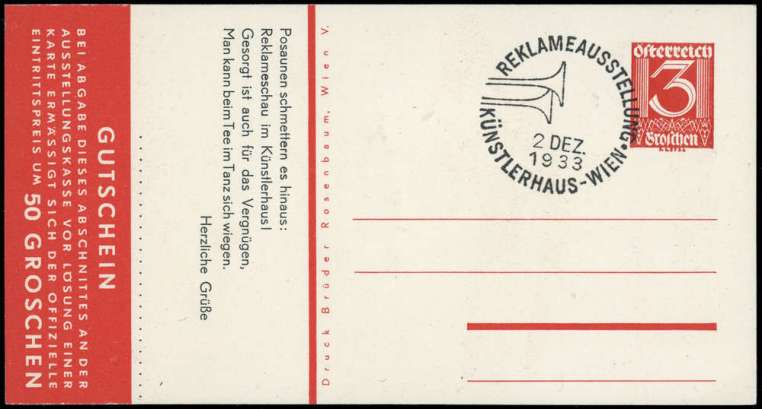 GUTSCHEIN
BEI ABGABE DIESES ABSCHNITTES AN DER
AUSSTELLUNGSKASSE VOR LÖSUNG EINER
KARTE ERMÄSSIGT SICH DER OFFIZIELLE
EINTRITTSPREIS UM 50 GROSCHEN
Posaunen schmettern es hinaus:
Reklameschau im Künstlerhaus!
Gesorgt ist auch für das Vergnügen,
Man kann beim Tee im Tanz sich wiegen.
Herzliche Grüße
Druck Brüder Rosenbaum, Wien V.
REKLAMEAUSSTELLUNG
2 DEZ.
1933
KÜNSTLERHAUS-WIEN
Österreich
3
Groschen